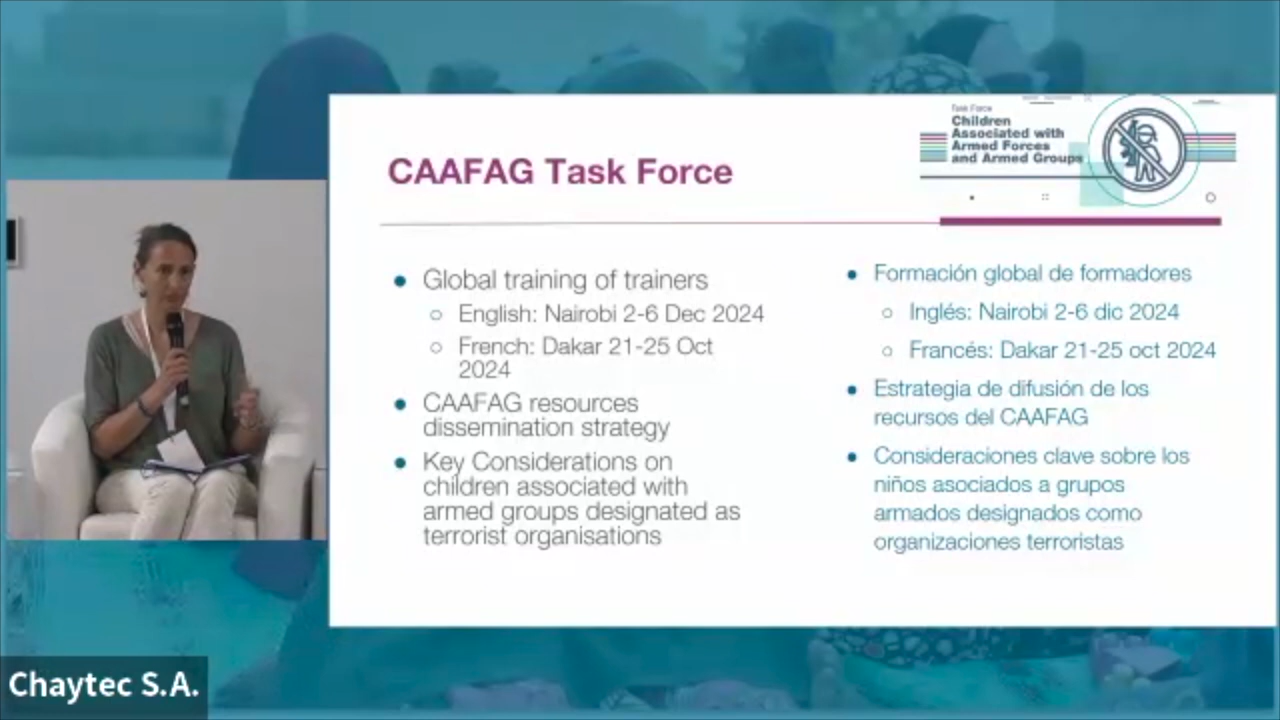 Task Force
Children
Associated with
Armed Forces
and Armed Groups
CAAFAG Task Force
● Global training of trainers
○ English: Nairobi 2-6 Dec 2024
○ French: Dakar 21-25 Oct
2024
● CAAFAG resources
dissemination strategy
● Key Considerations on
children associated with
armed groups designated as
terrorist organisations
● Formación global de formadores
○ Inglés: Nairobi 2-6 dic 2024
○ Francés: Dakar 21-25 oct 2024
● Estrategia de difusión de los
recursos del CAAFAG
● Consideraciones clave sobre los
niños asociados a grupos
armados designados como
organizaciones terroristas
Chaytec S.A.